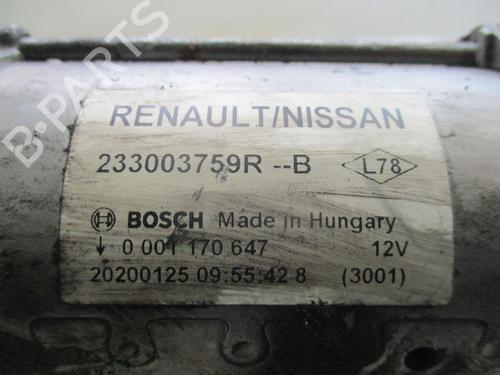 B-PARTS
RENAULT/NISSAN
233003759R --B L78
BOSCH Made in Hungary
0 001 170 647 12V
20200125 09:55:42 8 (3001)